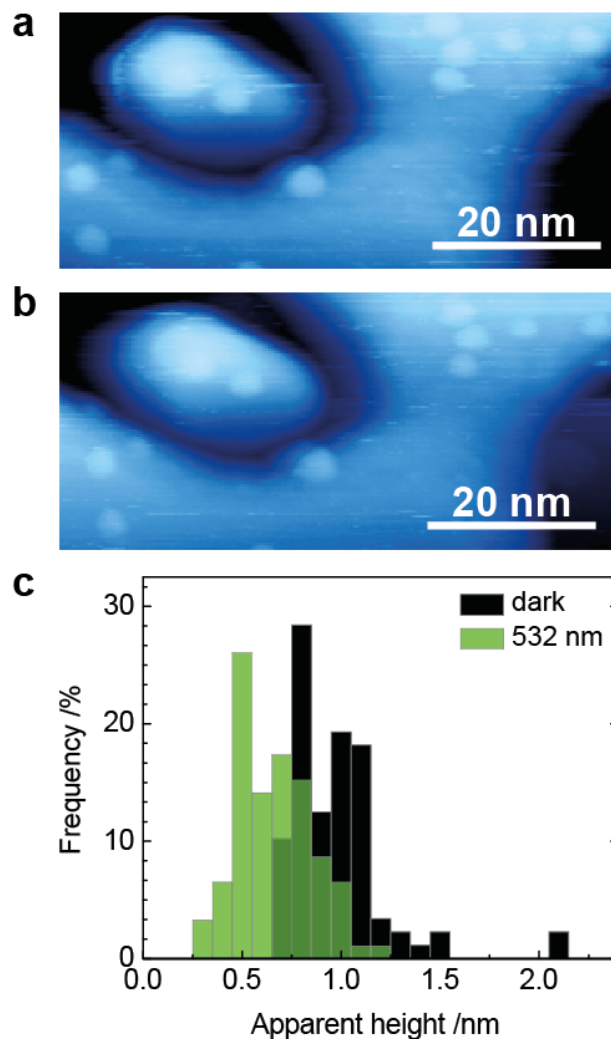 a
20 nm
b
20 nm
c
30
20
10
0
Frequency /%
dark
532 nm
0.0 0.5 1.0 1.5 2.0
Apparent height /nm